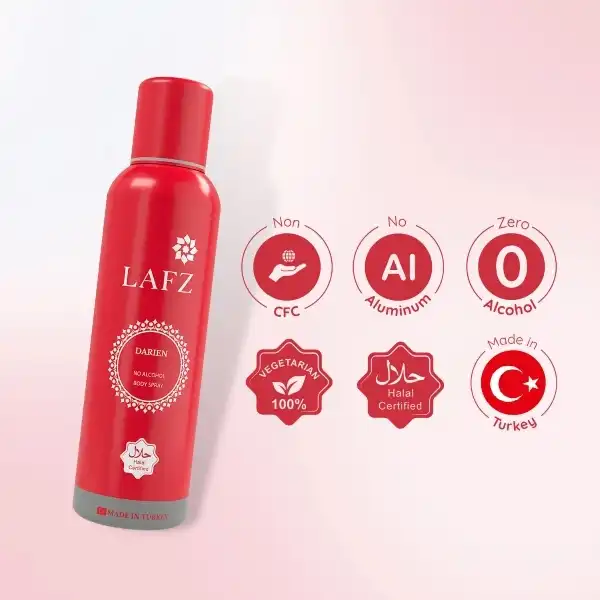 LAFZ
DARIEN
NO ALCOHOL
BODY SPRAY
حلال
Halal
Certified
MADE IN TURKEY
Non
CFC
No
Al
Aluminum
Zero
0
Alcohol
VEGETARIAN
100%
حلال
Halal
Certified
Made in
Turkey